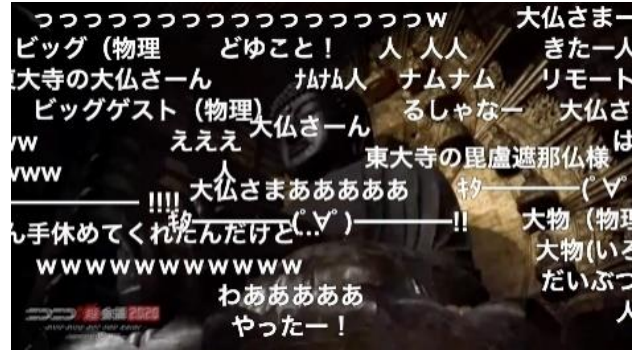 っっっっっっっっっっっっっっっっw 大仏さまー
ビッグ（物理 どゆこと！ 人 人人 きたー人
東大寺の大仏さーん ﾅﾑﾅﾑ人 ナムナム リモート
ビッグゲスト（物理） るしゃなー 大仏さ
大仏さーん
ww えええ は
東大寺の毘盧遮那仏様
www 人
大仏さまあああああ ｷﾀ━━━(ﾟ∀ﾟ
━━━━━━ !!!!
ｷﾀ━━━━(ﾟ∀ﾟ)━━━━!! 大物（物理
ん手休めてくれたんだけど…
大物(いろ
wwwwwwwwwww
だいぶつ
わあああああ
人
2020
やったー！